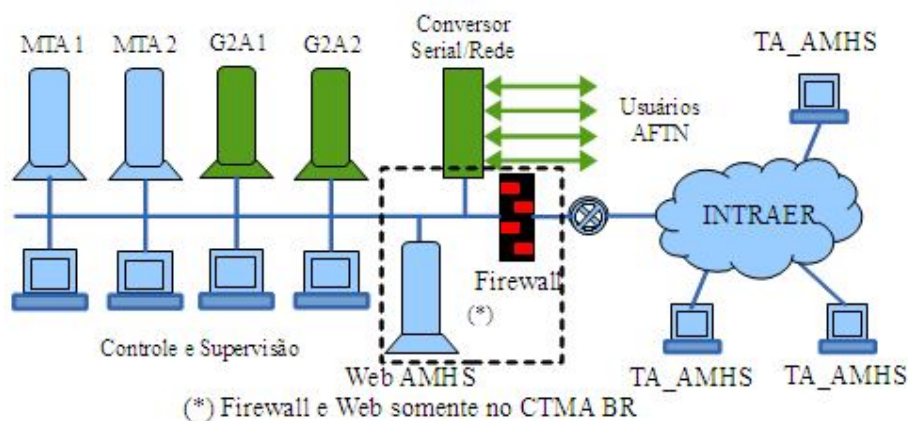 MTA 1
MTA 2
G2A 1
G2A 2
Conversor
Serial/Rede
TA_AMHS
Usuários
AFTN
INTRAER
Firewall
(*)
Controle e Supervisão
Web AMHS
TA_AMHS
TA_AMHS
(*) Firewall e Web somente no CTMA BR